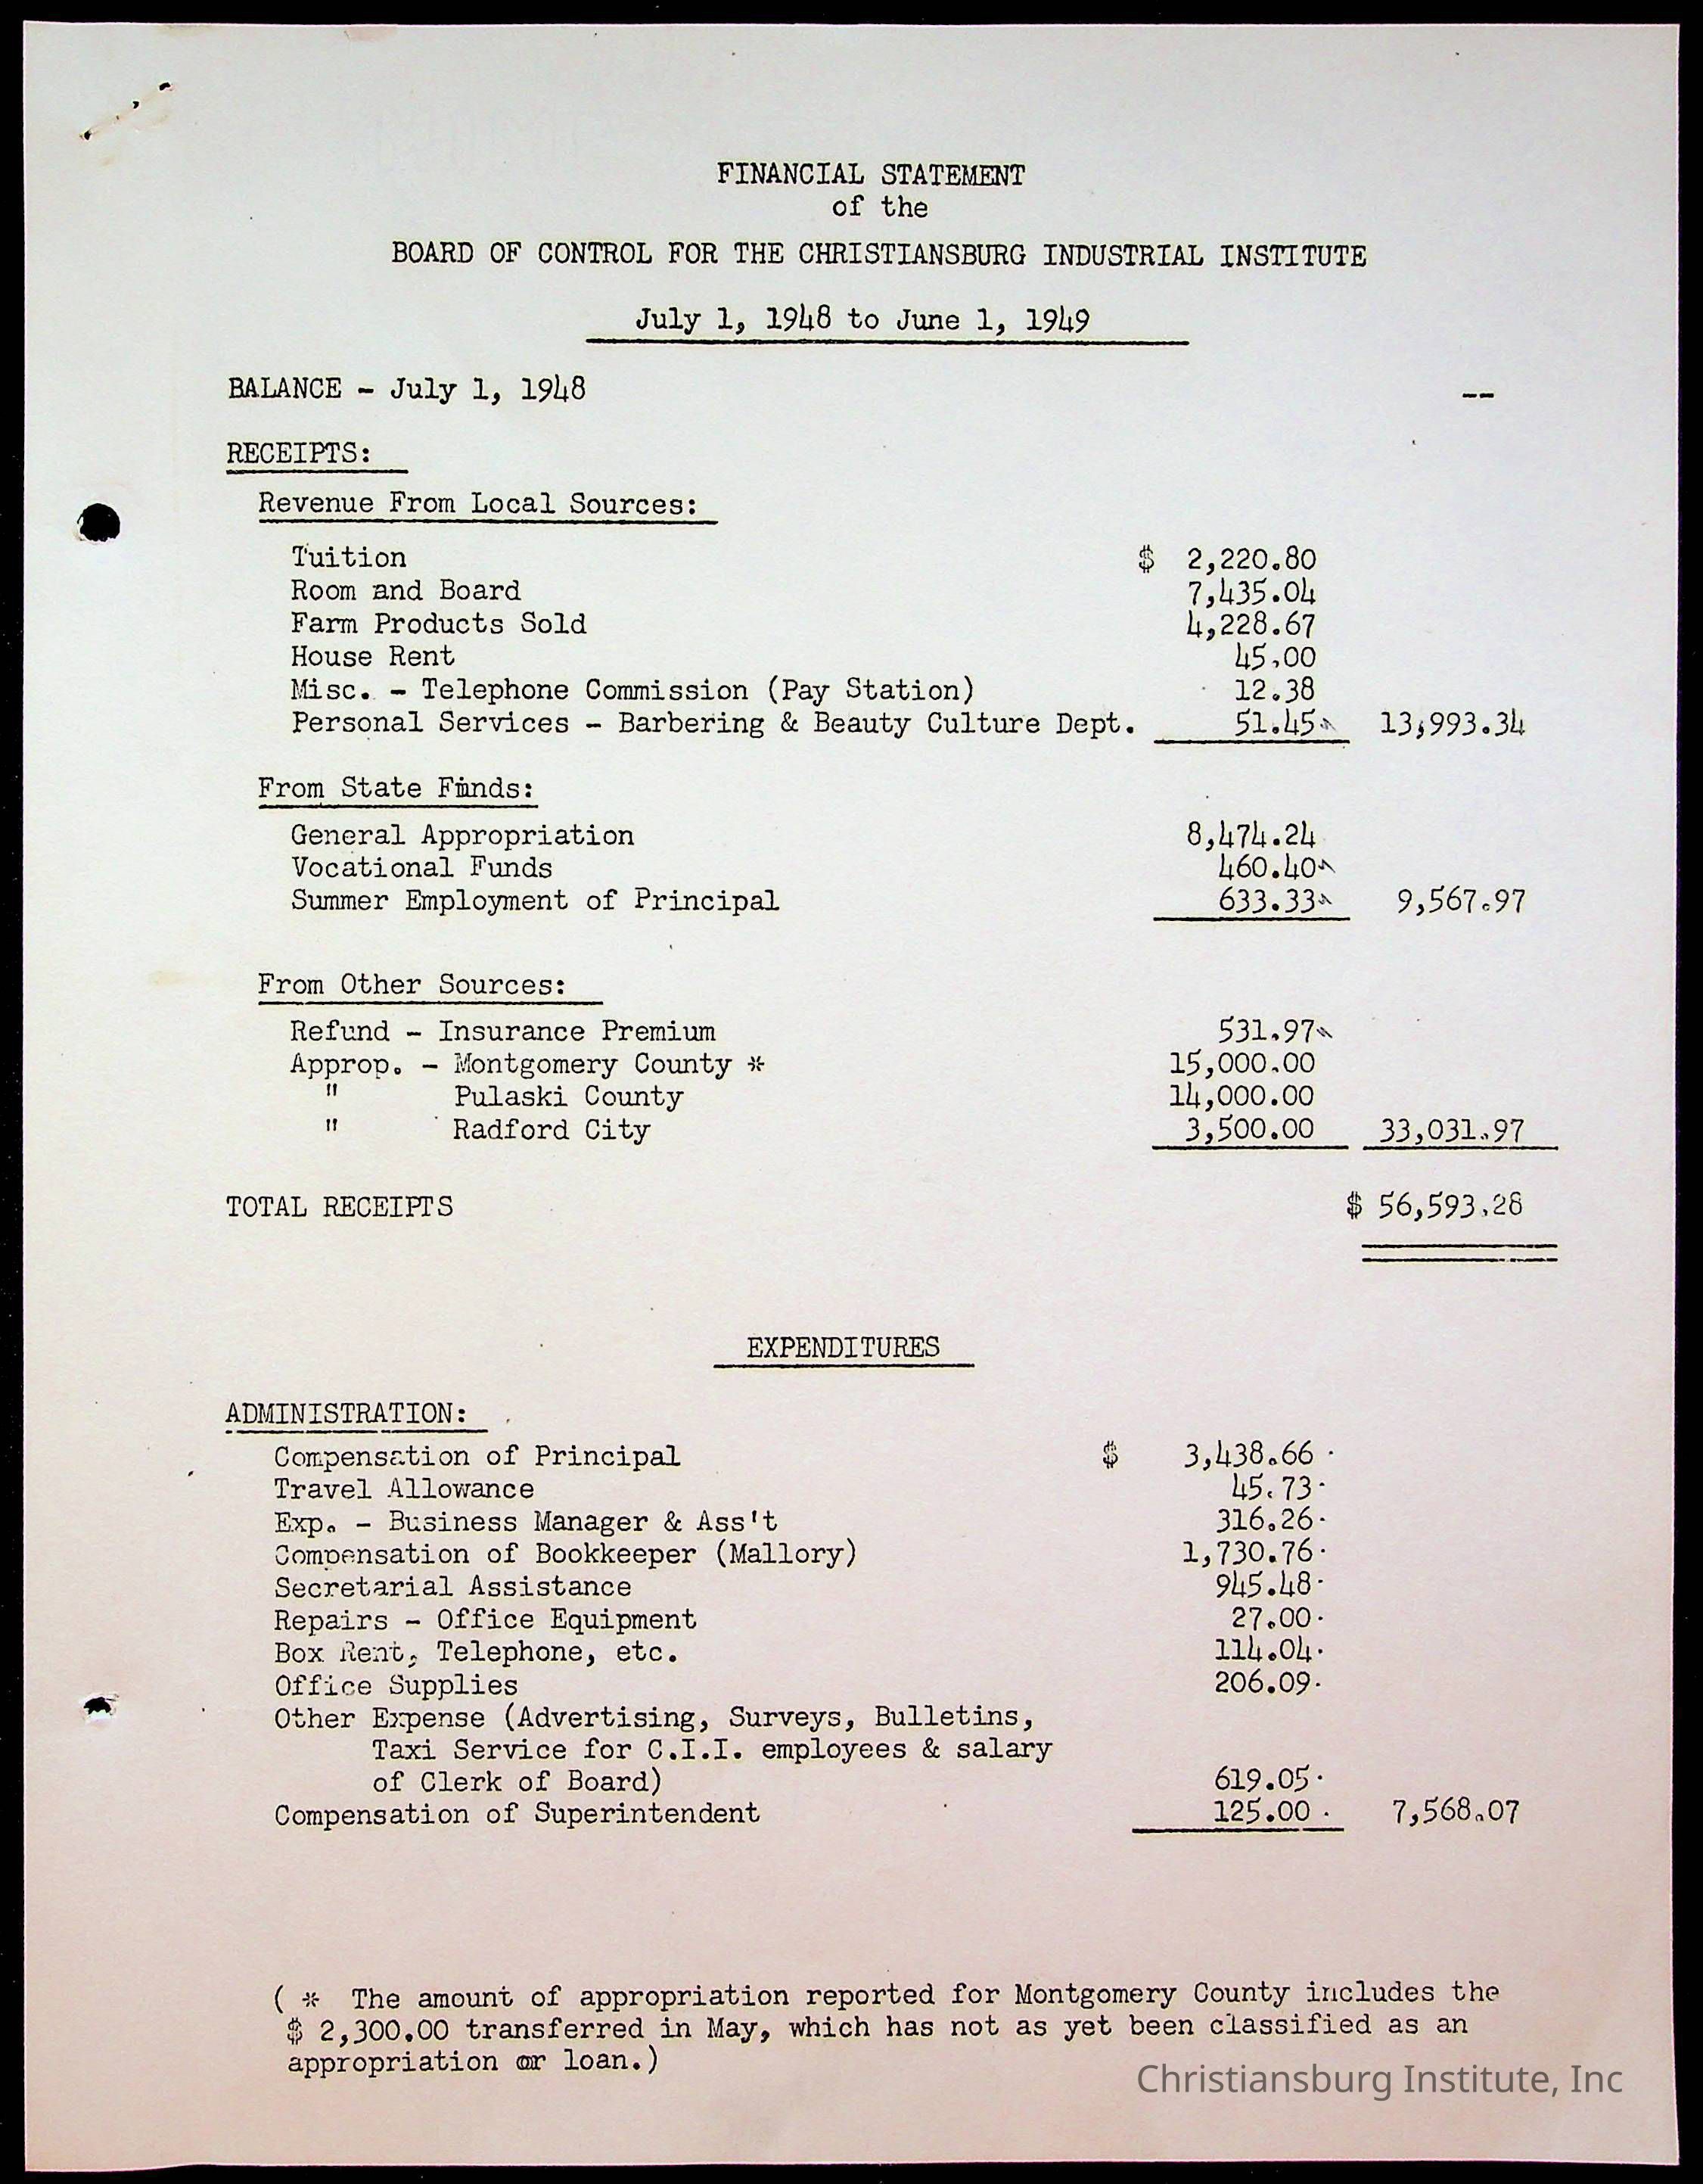 FINANCIAL STATEMENT
of the
BOARD OF CONTROL FOR THE CHRISTIANSBURG INDUSTRIAL INSTITUTE
July 1, 1948 to June 1, 1949
BALANCE - July 1, 1948 --
RECEIPTS:
Revenue From Local Sources:
Tuition $ 2,220.80
Room and Board 7,435.04
Farm Products Sold 4,228.67
House Rent 45.00
Misc. - Telephone Commission (Pay Station) 12.38
Personal Services - Barbering & Beauty Culture Dept. 51.45 13,993.34
From State Funds:
General Appropriation 8,474.24
Vocational Funds 460.40
Summer Employment of Principal 633.33 9,567.97
From Other Sources:
Refund - Insurance Premium 531.97
Approp. - Montgomery County * 15,000.00
" Pulaski County 14,000.00
" Radford City 3,500.00 33,031.97
TOTAL RECEIPTS $ 56,593.28
EXPENDITURES
ADMINISTRATION:
Compensation of Principal $ 3,438.66
Travel Allowance 45.73
Exp. - Business Manager & Ass't 316.26
Compensation of Bookkeeper (Mallory) 1,730.76
Secretarial Assistance 945.48
Repairs - Office Equipment 27.00
Box Rent, Telephone, etc. 114.04
Office Supplies 206.09
Other Expense (Advertising, Surveys, Bulletins,
Taxi Service for C.I.I. employees & salary
of Clerk of Board) 619.05
Compensation of Superintendent 125.00 7,568.07
( * The amount of appropriation reported for Montgomery County includes the
$ 2,300.00 transferred in May, which has not as yet been classified as an
appropriation or loan.)
Christiansburg Institute, Inc